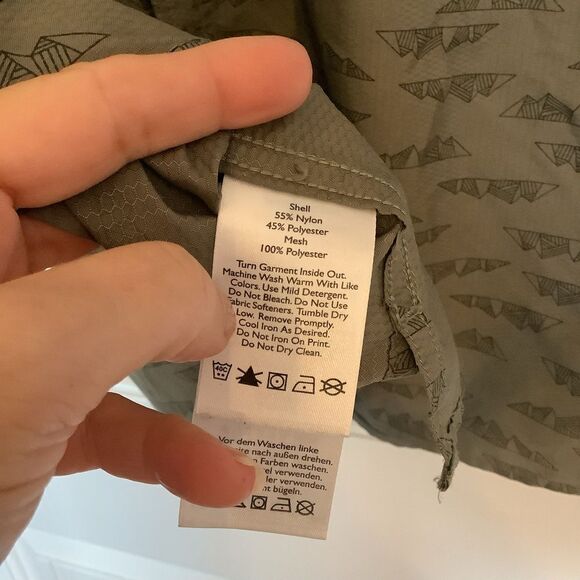 Shell
55% Nylon
45% Polyester
Mesh
100% Polyester
Turn Garment Inside Out.
Machine Wash Warm With Like
Colors. Use Mild Detergent.
Do Not Bleach. Do Not Use
Fabric Softeners. Tumble Dry
Low. Remove Promptly.
Cool Iron As Desired.
Do Not Iron On Print.
Do Not Dry Clean.
40C
Vor dem Waschen linke
nach außen drehen.
Farben waschen.
verwenden.
verwenden.
bügeln.